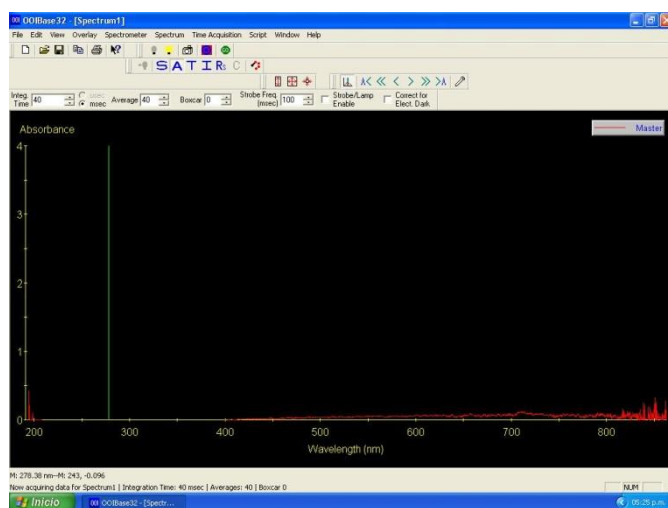 OOIBase32 - [Spectrum1]
File Edit View Overlay Spectrometer Spectrum Time Acquisition Script Window Help
S A T I R C
Integ. Time 40 usec msec Average 40 Boxcar 0 Strobe Freq. (msec) 100 Strobe/Lamp Enable Correct for Elect. Dark
Absorbance
Master
4
3
2
1
0
200 300 400 500 600 700 800
Wavelength (nm)
M: 278.38 nm--M: 243, -0.096
Now acquiring data for Spectrum1 | Integration Time: 40 msec | Averages: 40 | Boxcar 0
NUM
Inicio
OOIBase32 - [Spectr...
05:25 p.m.